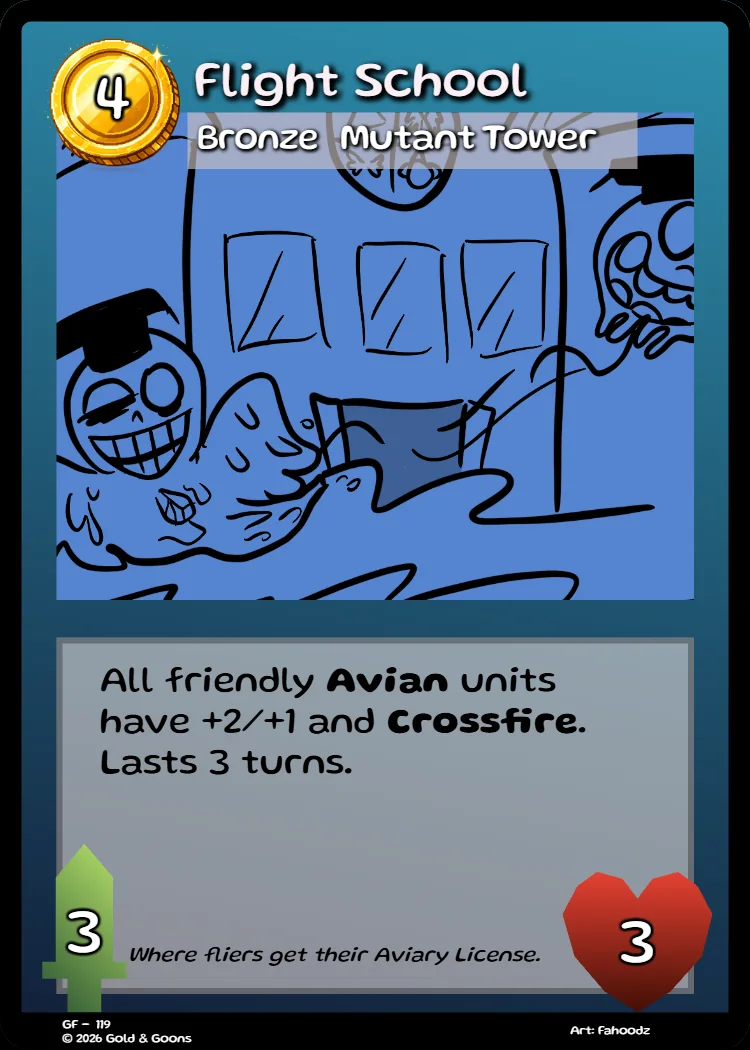 4
Flight School
Bronze Mutant Tower
All friendly Avian units
have +2/+1 and Crossfire.
Lasts 3 turns.
3
Where fliers get their Aviary License.
3
GF - 119
© 2026 Gold & Goons
Art: Fahoodz